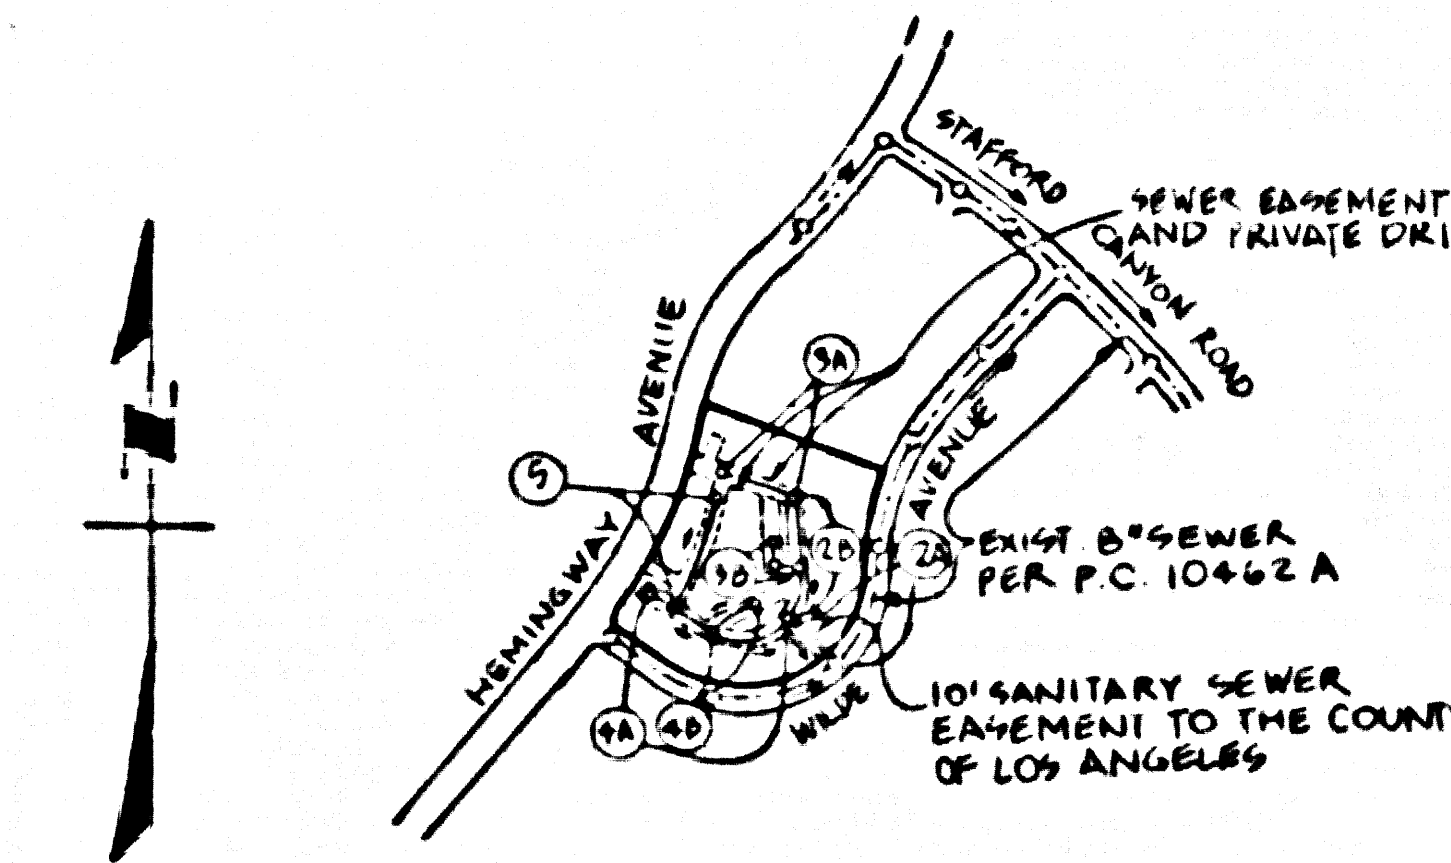 STAFFORD
CANYON ROAD
SEWER EASEMENT
AND PRIVATE DRI
HEMINGWAY
AVENUE
3A
5
AVENUE
2B
2A
3B
EXIST. 8" SEWER
PER P.C. 10462 A
4A
4B
WILDE
10' SANITARY SEWER
EASEMENT TO THE COUNT
OF LOS ANGELES